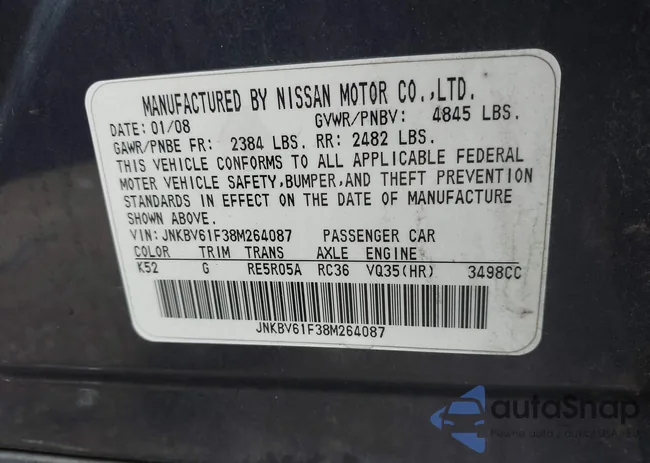 MANUFACTURED BY NISSAN MOTOR CO.,LTD.
DATE: 01/08 GVWR/PNBV: 4845 LBS.
GAWR/PNBE FR: 2384 LBS. RR: 2482 LBS.
THIS VEHICLE CONFORMS TO ALL APPLICABLE FEDERAL
MOTER VEHICLE SAFETY,BUMPER,AND THEFT PREVENTION
STANDARDS IN EFFECT ON THE DATE OF MANUFACTURE
SHOWN ABOVE.
VIN: JNKBV61F38M264087 PASSENGER CAR
COLOR TRIM TRANS AXLE ENGINE
K52 G RE5R05A RC36 VQ35(HR) 3498CC
JNKBV61F38M264087
autoSnap